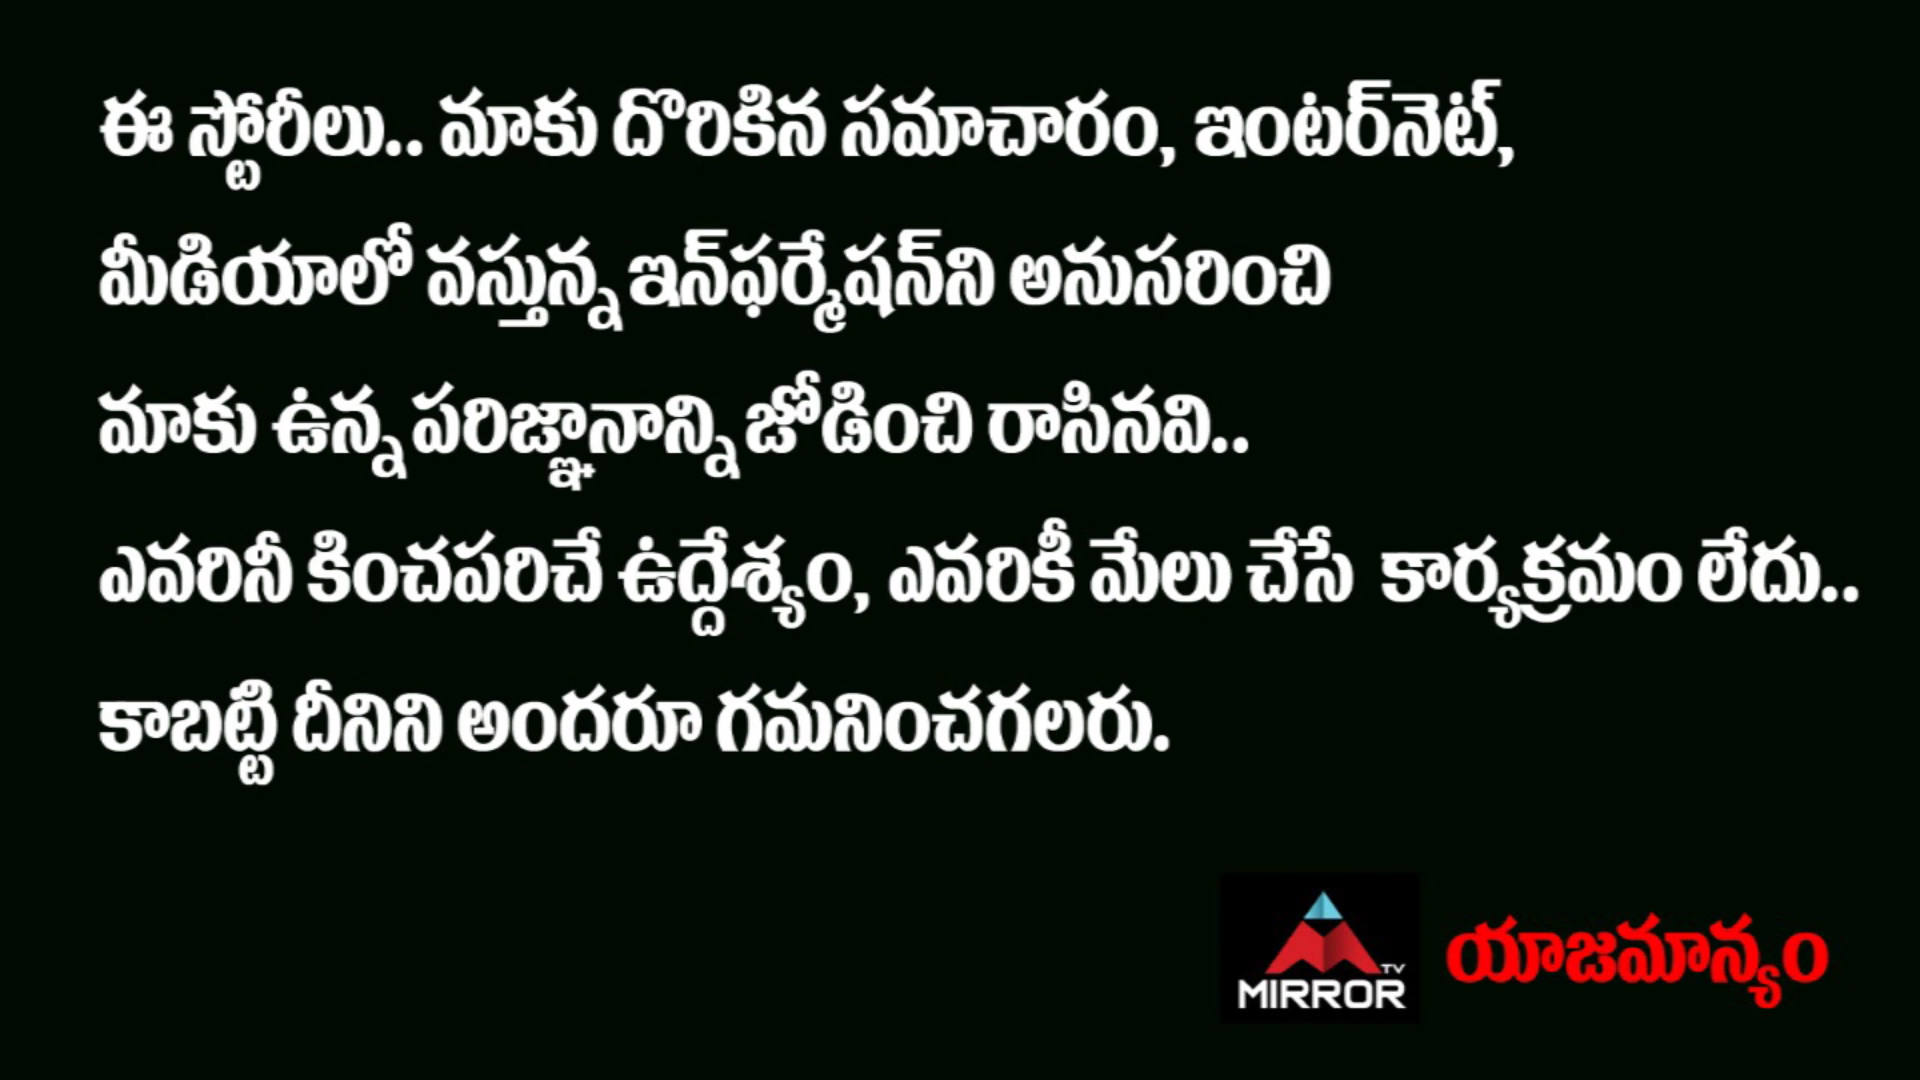 ఈ స్టోరీలు.. మాకు దొరికిన సమాచారం, ఇంటర్‌నెట్,
మీడియాలో వస్తున్న ఇన్‌ఫర్మేషన్‌ని అనుసరించి
మాకు ఉన్న పరిజ్ఞానాన్ని జోడించి రాసినవి..
ఎవరినీ కించపరిచే ఉద్దేశ్యం, ఎవరికీ మేలు చేసే కార్యక్రమం లేదు..
కాబట్టి దీనిని అందరూ గమనించగలరు.
TV
MIRROR
యాజమాన్యం